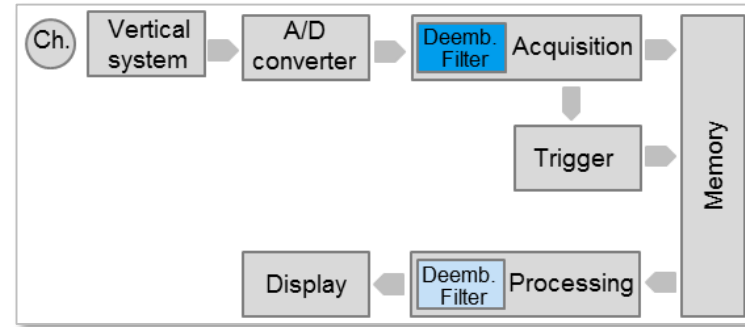 Ch.
Vertical
system
A/D
converter
Deemb.
Filter
Acquisition
Trigger
Memory
Display
Deemb.
Filter
Processing